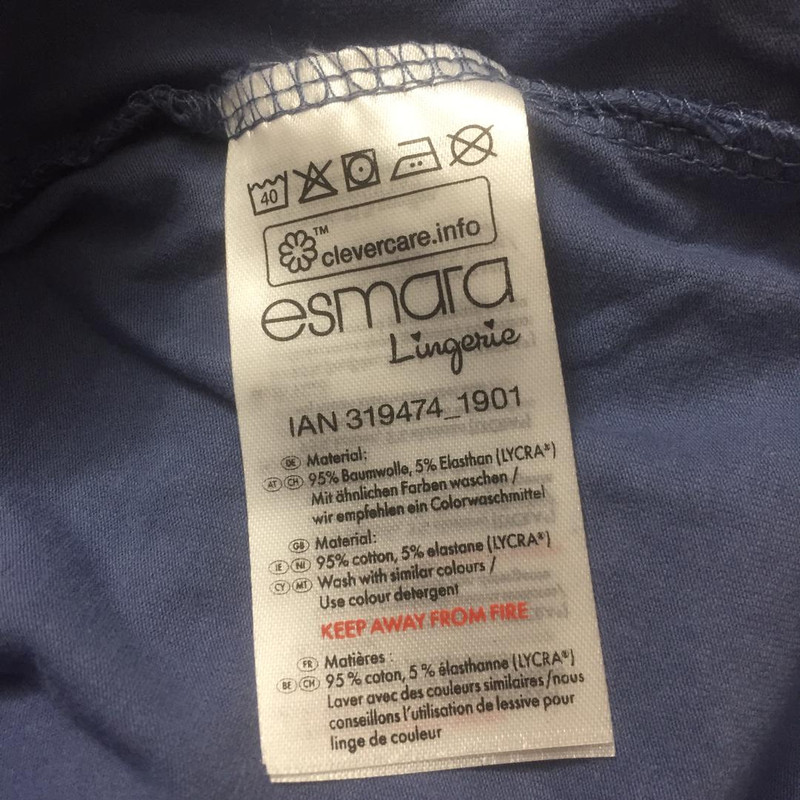 40
clevercare.info™
esmara
Lingerie
IAN 319474_1901
DE Material:
AT CH 95% Baumwolle, 5% Elasthan (LYCRA®)
Mit ähnlichen Farben waschen /
wir empfehlen ein Colorwaschmittel
GB Material:
IE NI 95% cotton, 5% elastane (LYCRA®)
CY MT Wash with similar colours /
Use colour detergent
KEEP AWAY FROM FIRE
FR Matières :
BE CH 95 % coton, 5 % élasthanne (LYCRA®)
Laver avec des couleurs similaires /nous
conseillons l'utilisation de lessive pour
linge de couleur